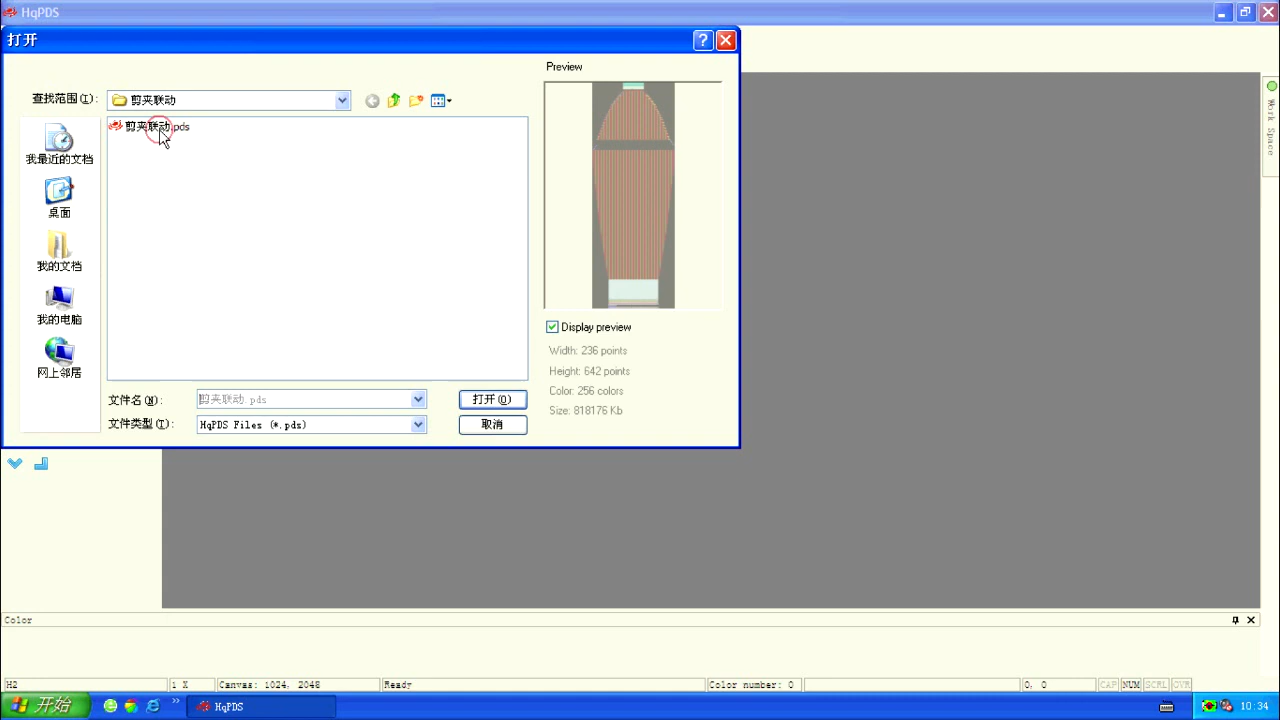 HqPDS
打开
Preview
查找范围(I):
剪夹联动
剪夹联动.pds
我最近的文档
桌面
我的文档
我的电脑
网上邻居
Display preview
Width: 236 points
Height: 642 points
Color: 256 colors
Size: 818176 Kb
文件名(N):
剪夹联动.pds
打开(O)
文件类型(T):
HqPDS Files (*.pds)
取消
Work Space
Color
H2
1 X
Canvas: 1024, 2048
Ready
Color number: 0
0, 0
CAP
NUM
SCRL
OVR
开始
HqPDS
10:34